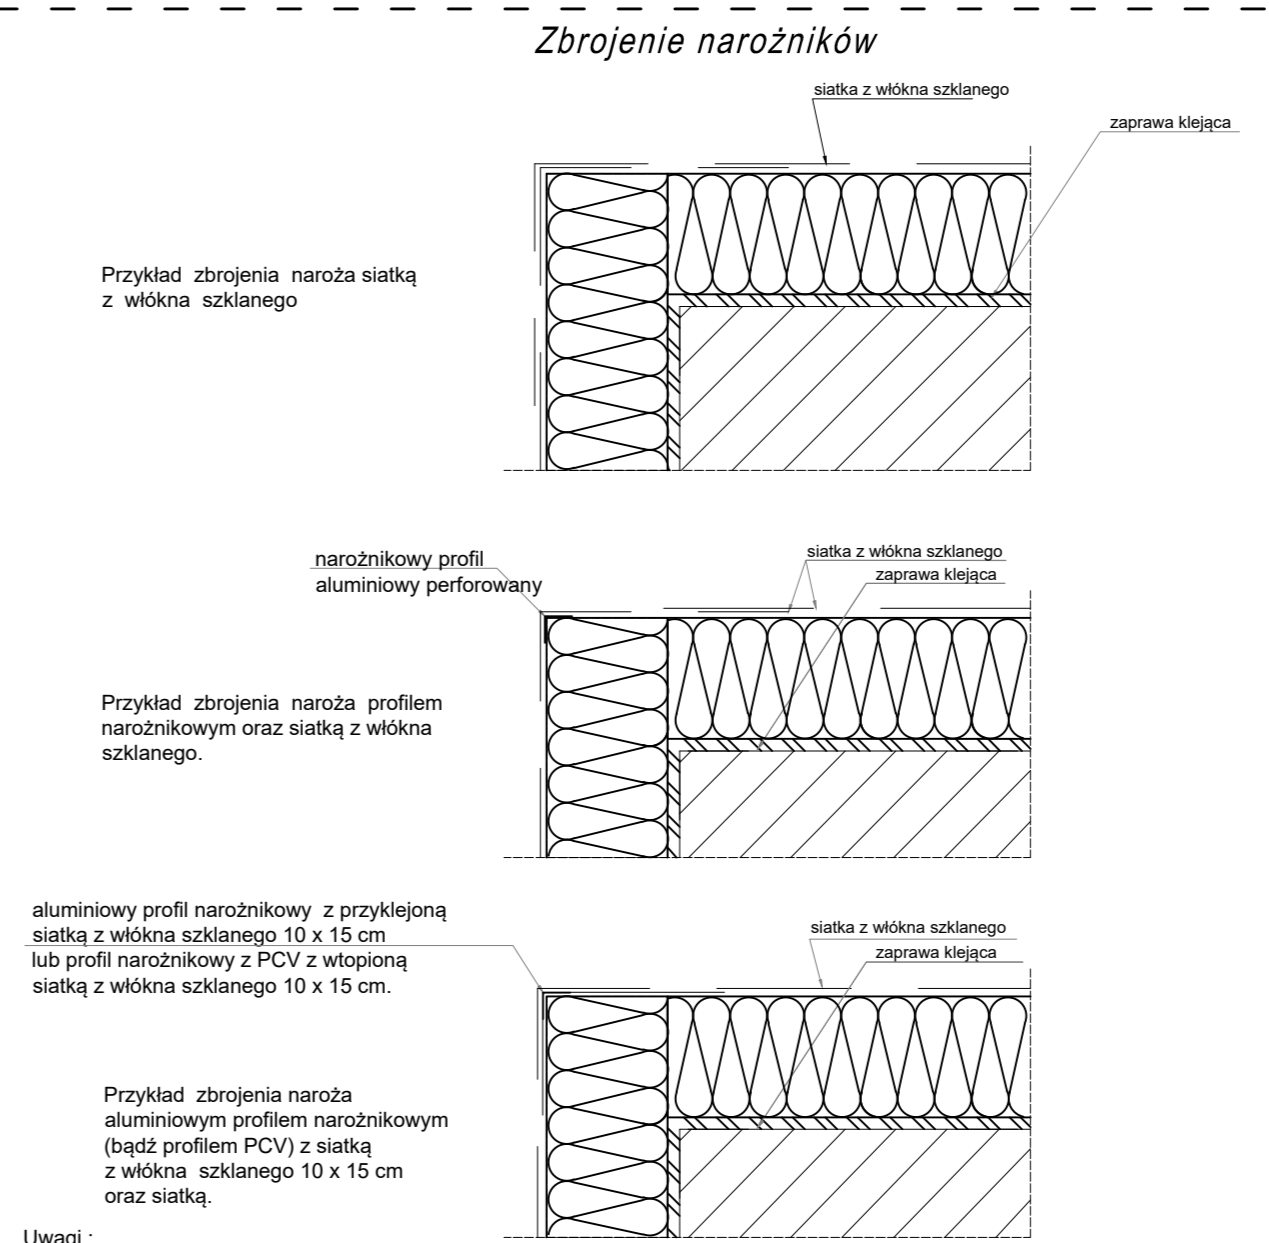 Zbrojenie narożników
siatka z włókna szklanego
zaprawa klejąca
Przykład zbrojenia naroża siatką
z włókna szklanego
narożnikowy profil
aluminiowy perforowany
siatka z włókna szklanego
zaprawa klejąca
Przykład zbrojenia naroża profilem
narożnikowym oraz siatką z włókna
szklanego.
aluminiowy profil narożnikowy z przyklejoną
siatką z włókna szklanego 10 x 15 cm
lub profil narożnikowy z PCV z wtopioną
siatką z włókna szklanego 10 x 15 cm.
siatka z włókna szklanego
zaprawa klejąca
Przykład zbrojenia naroża
aluminiowym profilem narożnikowym
(bądź profilem PCV) z siatką
z włókna szklanego 10 x 15 cm
oraz siatką.
Uwagi :